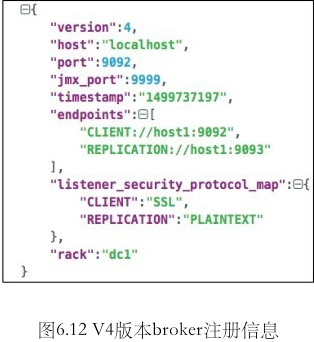 {
"version":4,
"host":"localhost",
"port":9092,
"jmx_port":9999,
"timestamp":"1499737197",
"endpoints":[
"CLIENT://host1:9092",
"REPLICATION://host1:9093"
],
"listener_security_protocol_map":{
"CLIENT":"SSL",
"REPLICATION":"PLAINTEXT"
},
"rack":"dc1"
}
图6.12 V4版本broker注册信息